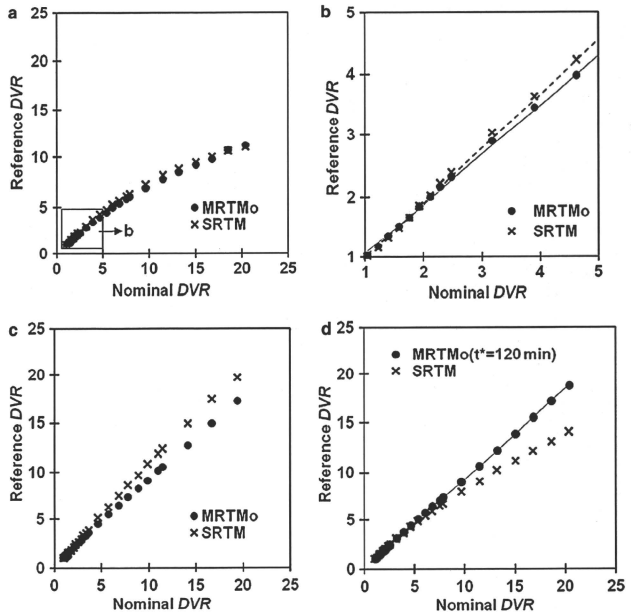 a
25
20
15
10
5
0
Reference DVR
MRTMo
SRTM
b
0 5 10 15 20 25
Nominal DVR
b
5
4
3
2
1
Reference DVR
MRTMo
SRTM
1 2 3 4 5
Nominal DVR
c
25
20
15
10
5
0
Reference DVR
MRTMo
SRTM
0 5 10 15 20 25
Nominal DVR
d
25
20
15
10
5
0
Reference DVR
MRTMo(t*=120 min)
SRTM
0 5 10 15 20 25
Nominal DVR